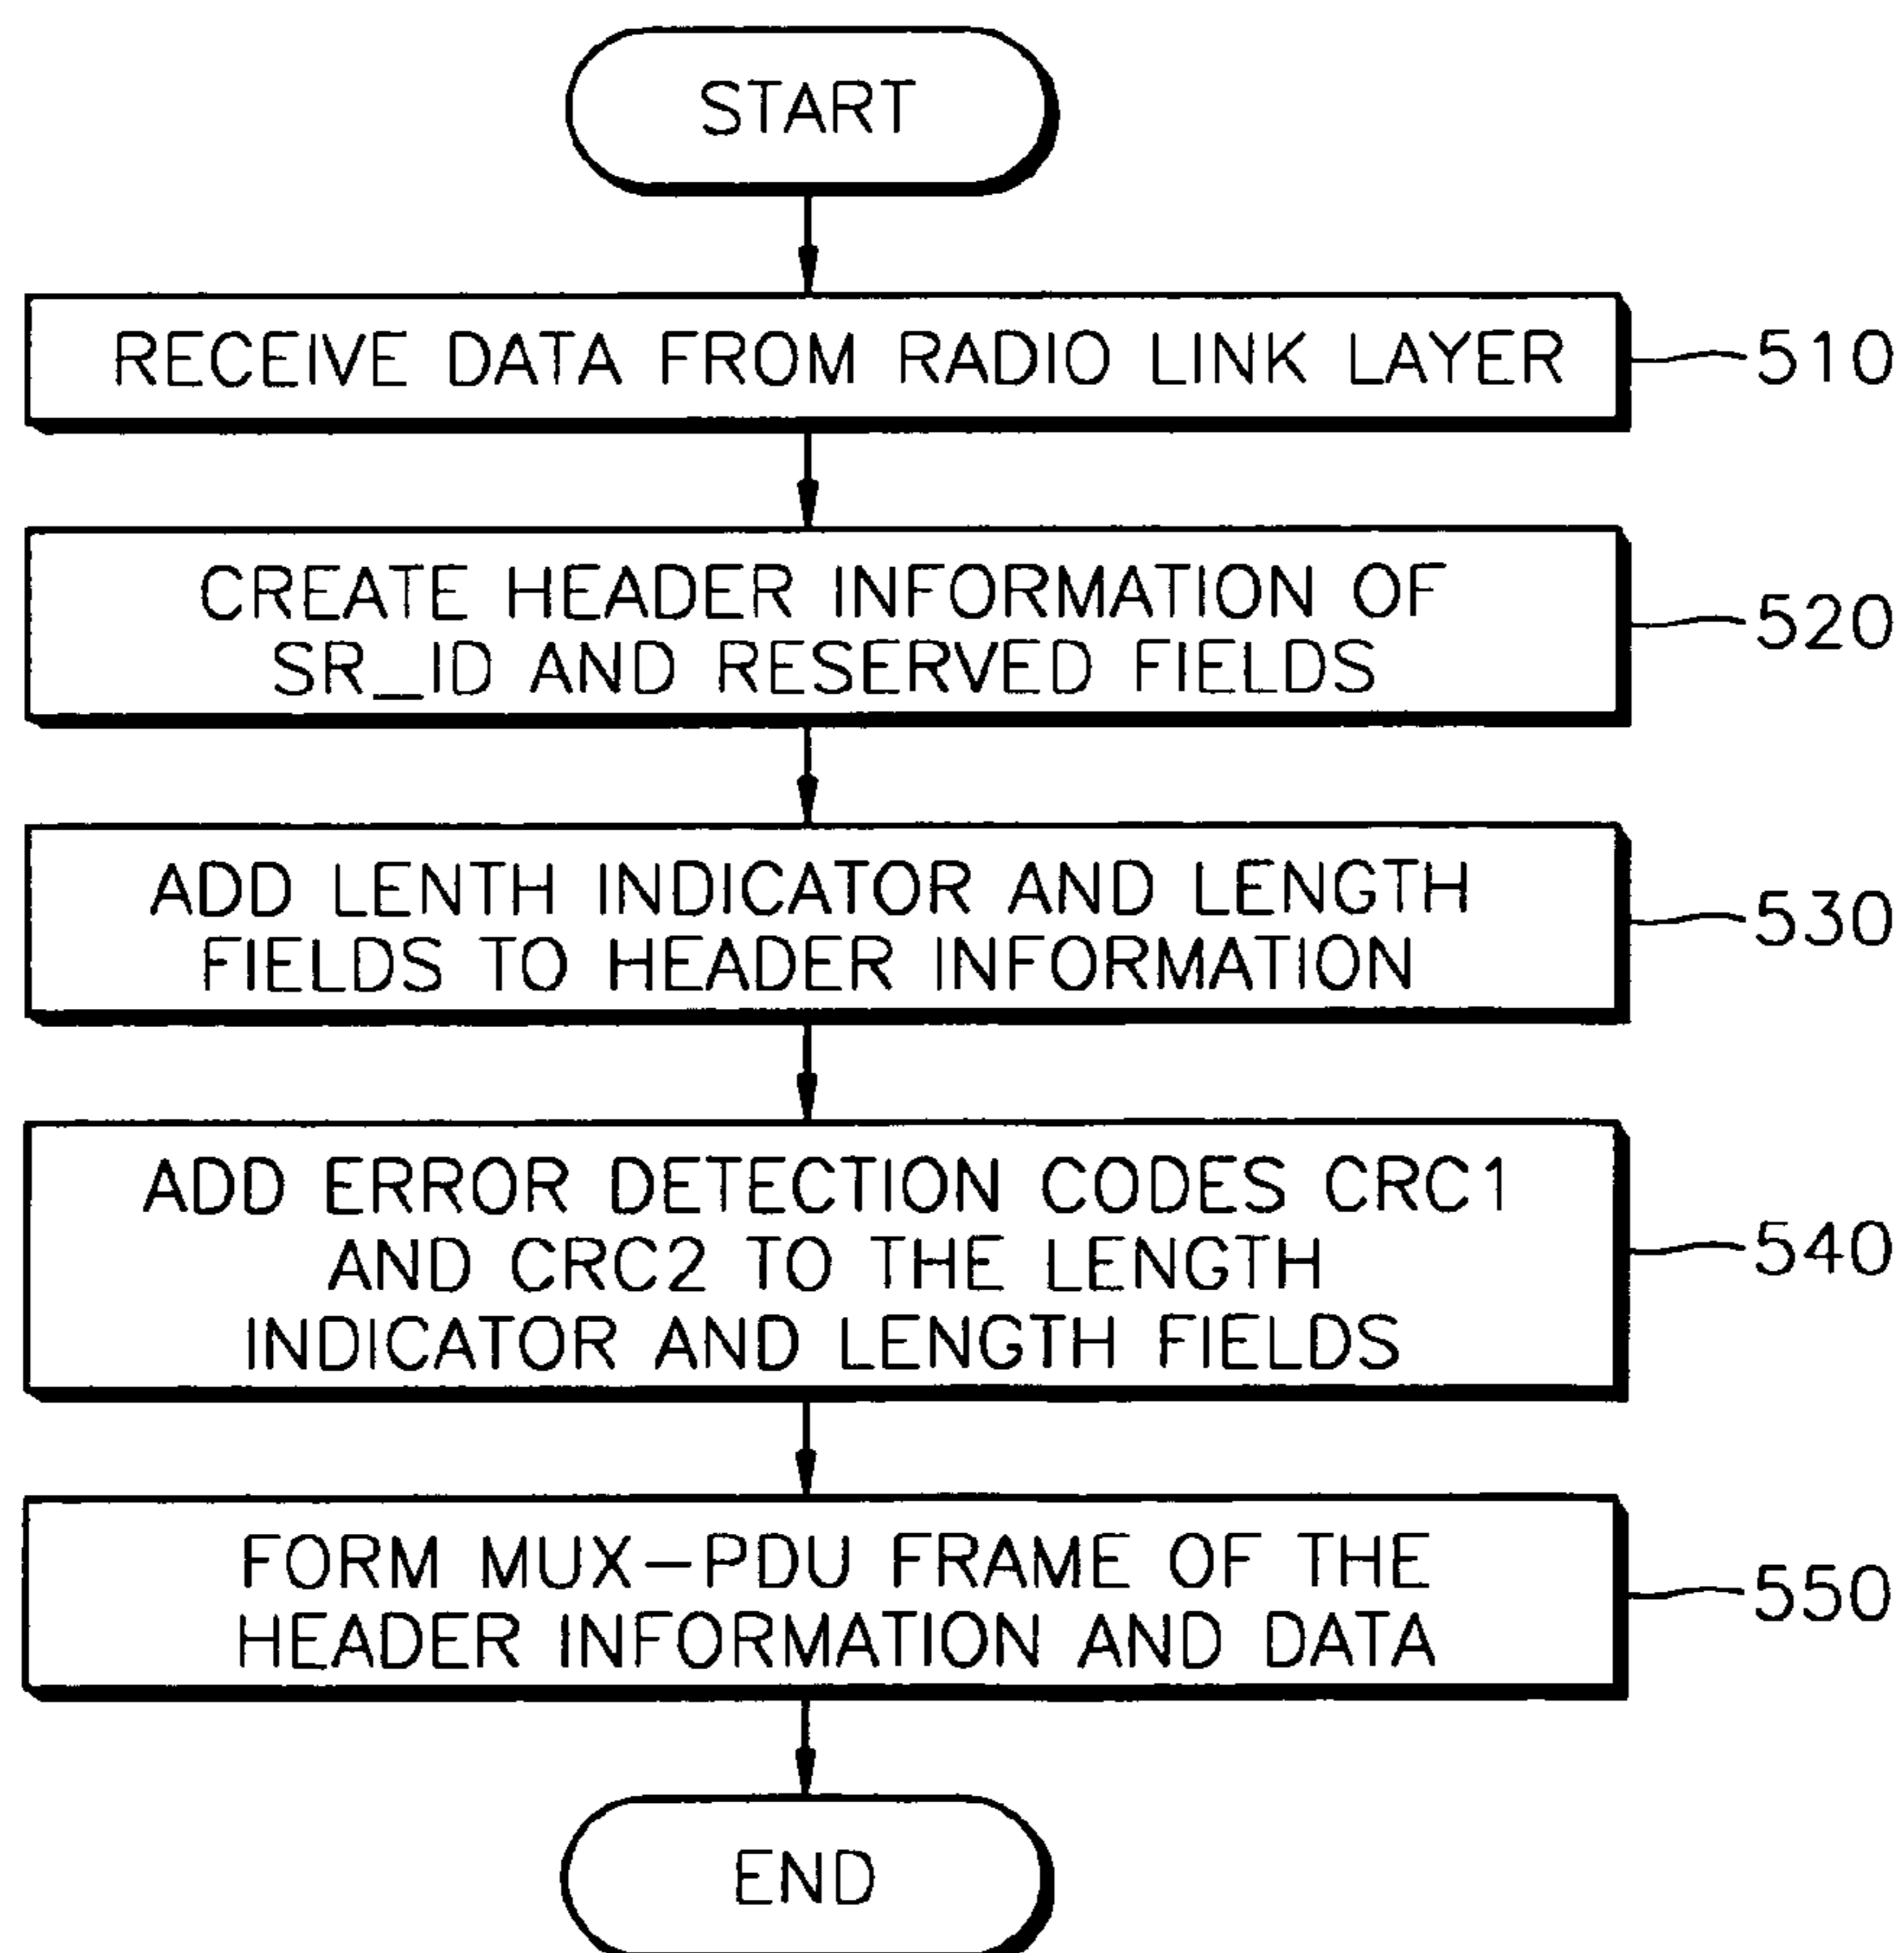 START
RECEIVE DATA FROM RADIO LINK LAYER
510
CREATE HEADER INFORMATION OF
SR_ID AND RESERVED FIELDS
520
ADD LENTH INDICATOR AND LENGTH
FIELDS TO HEADER INFORMATION
530
ADD ERROR DETECTION CODES CRC1
AND CRC2 TO THE LENGTH
INDICATOR AND LENGTH FIELDS
540
FORM MUX-PDU FRAME OF THE
HEADER INFORMATION AND DATA
550
END